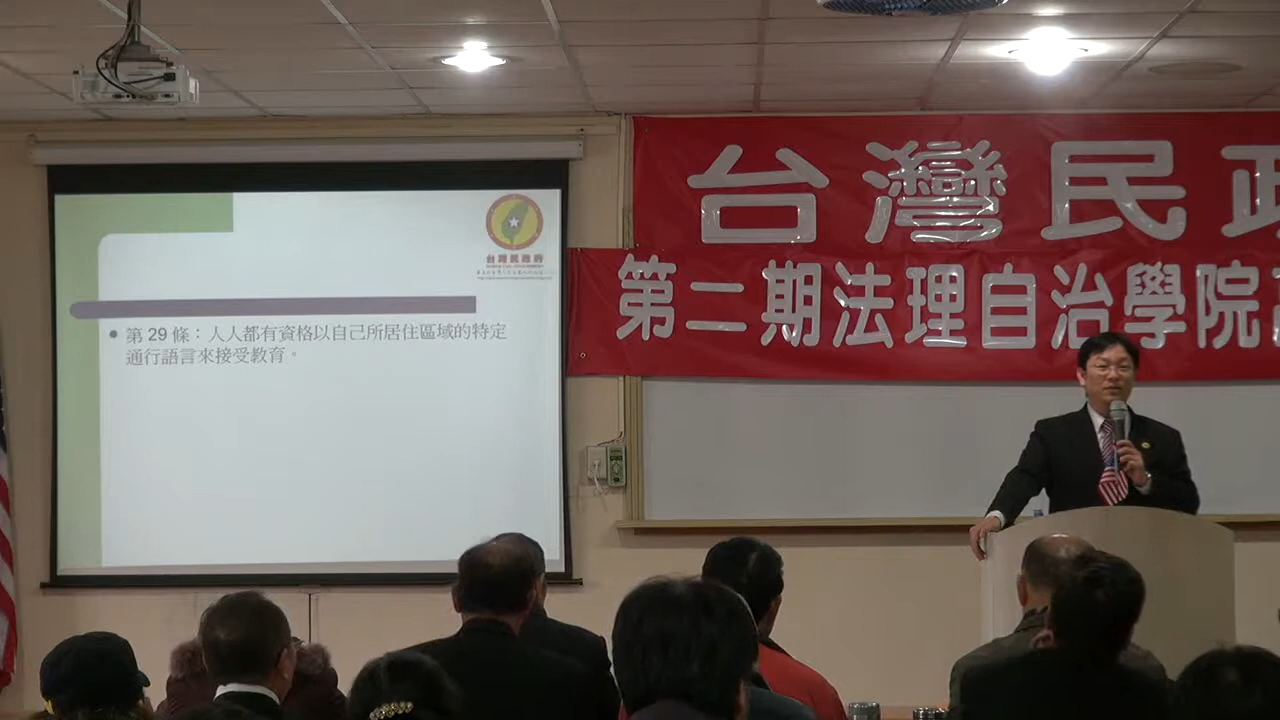 台灣民政
第二期法理自治學院
台灣民政府
第 29 條：人人都有資格以自己所居住區域的特定
通行語言來接受教育。